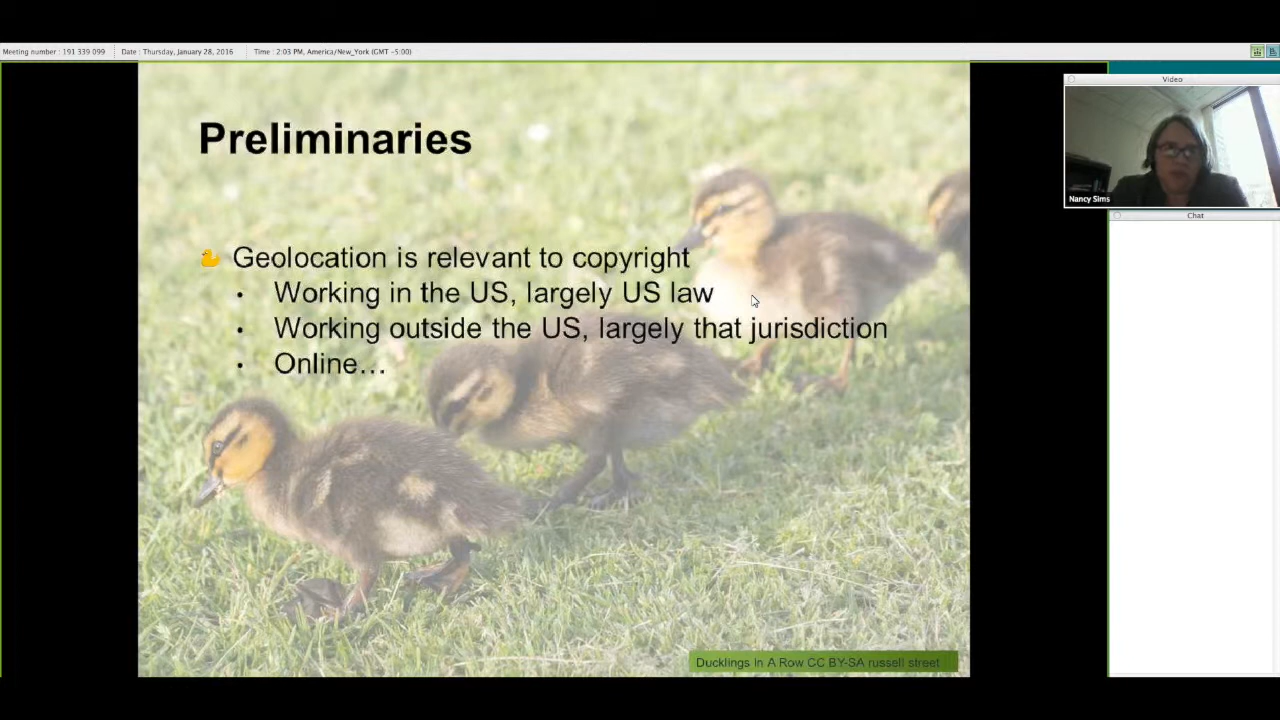 Meeting number : 191 339 099 Date : Thursday, January 28, 2016 Time : 2:03 PM, America/New_York (GMT -5:00)
Video
Nancy Sims
Chat
Preliminaries
Geolocation is relevant to copyright
• Working in the US, largely US law
• Working outside the US, largely that jurisdiction
• Online…
Ducklings In A Row CC BY-SA russell street